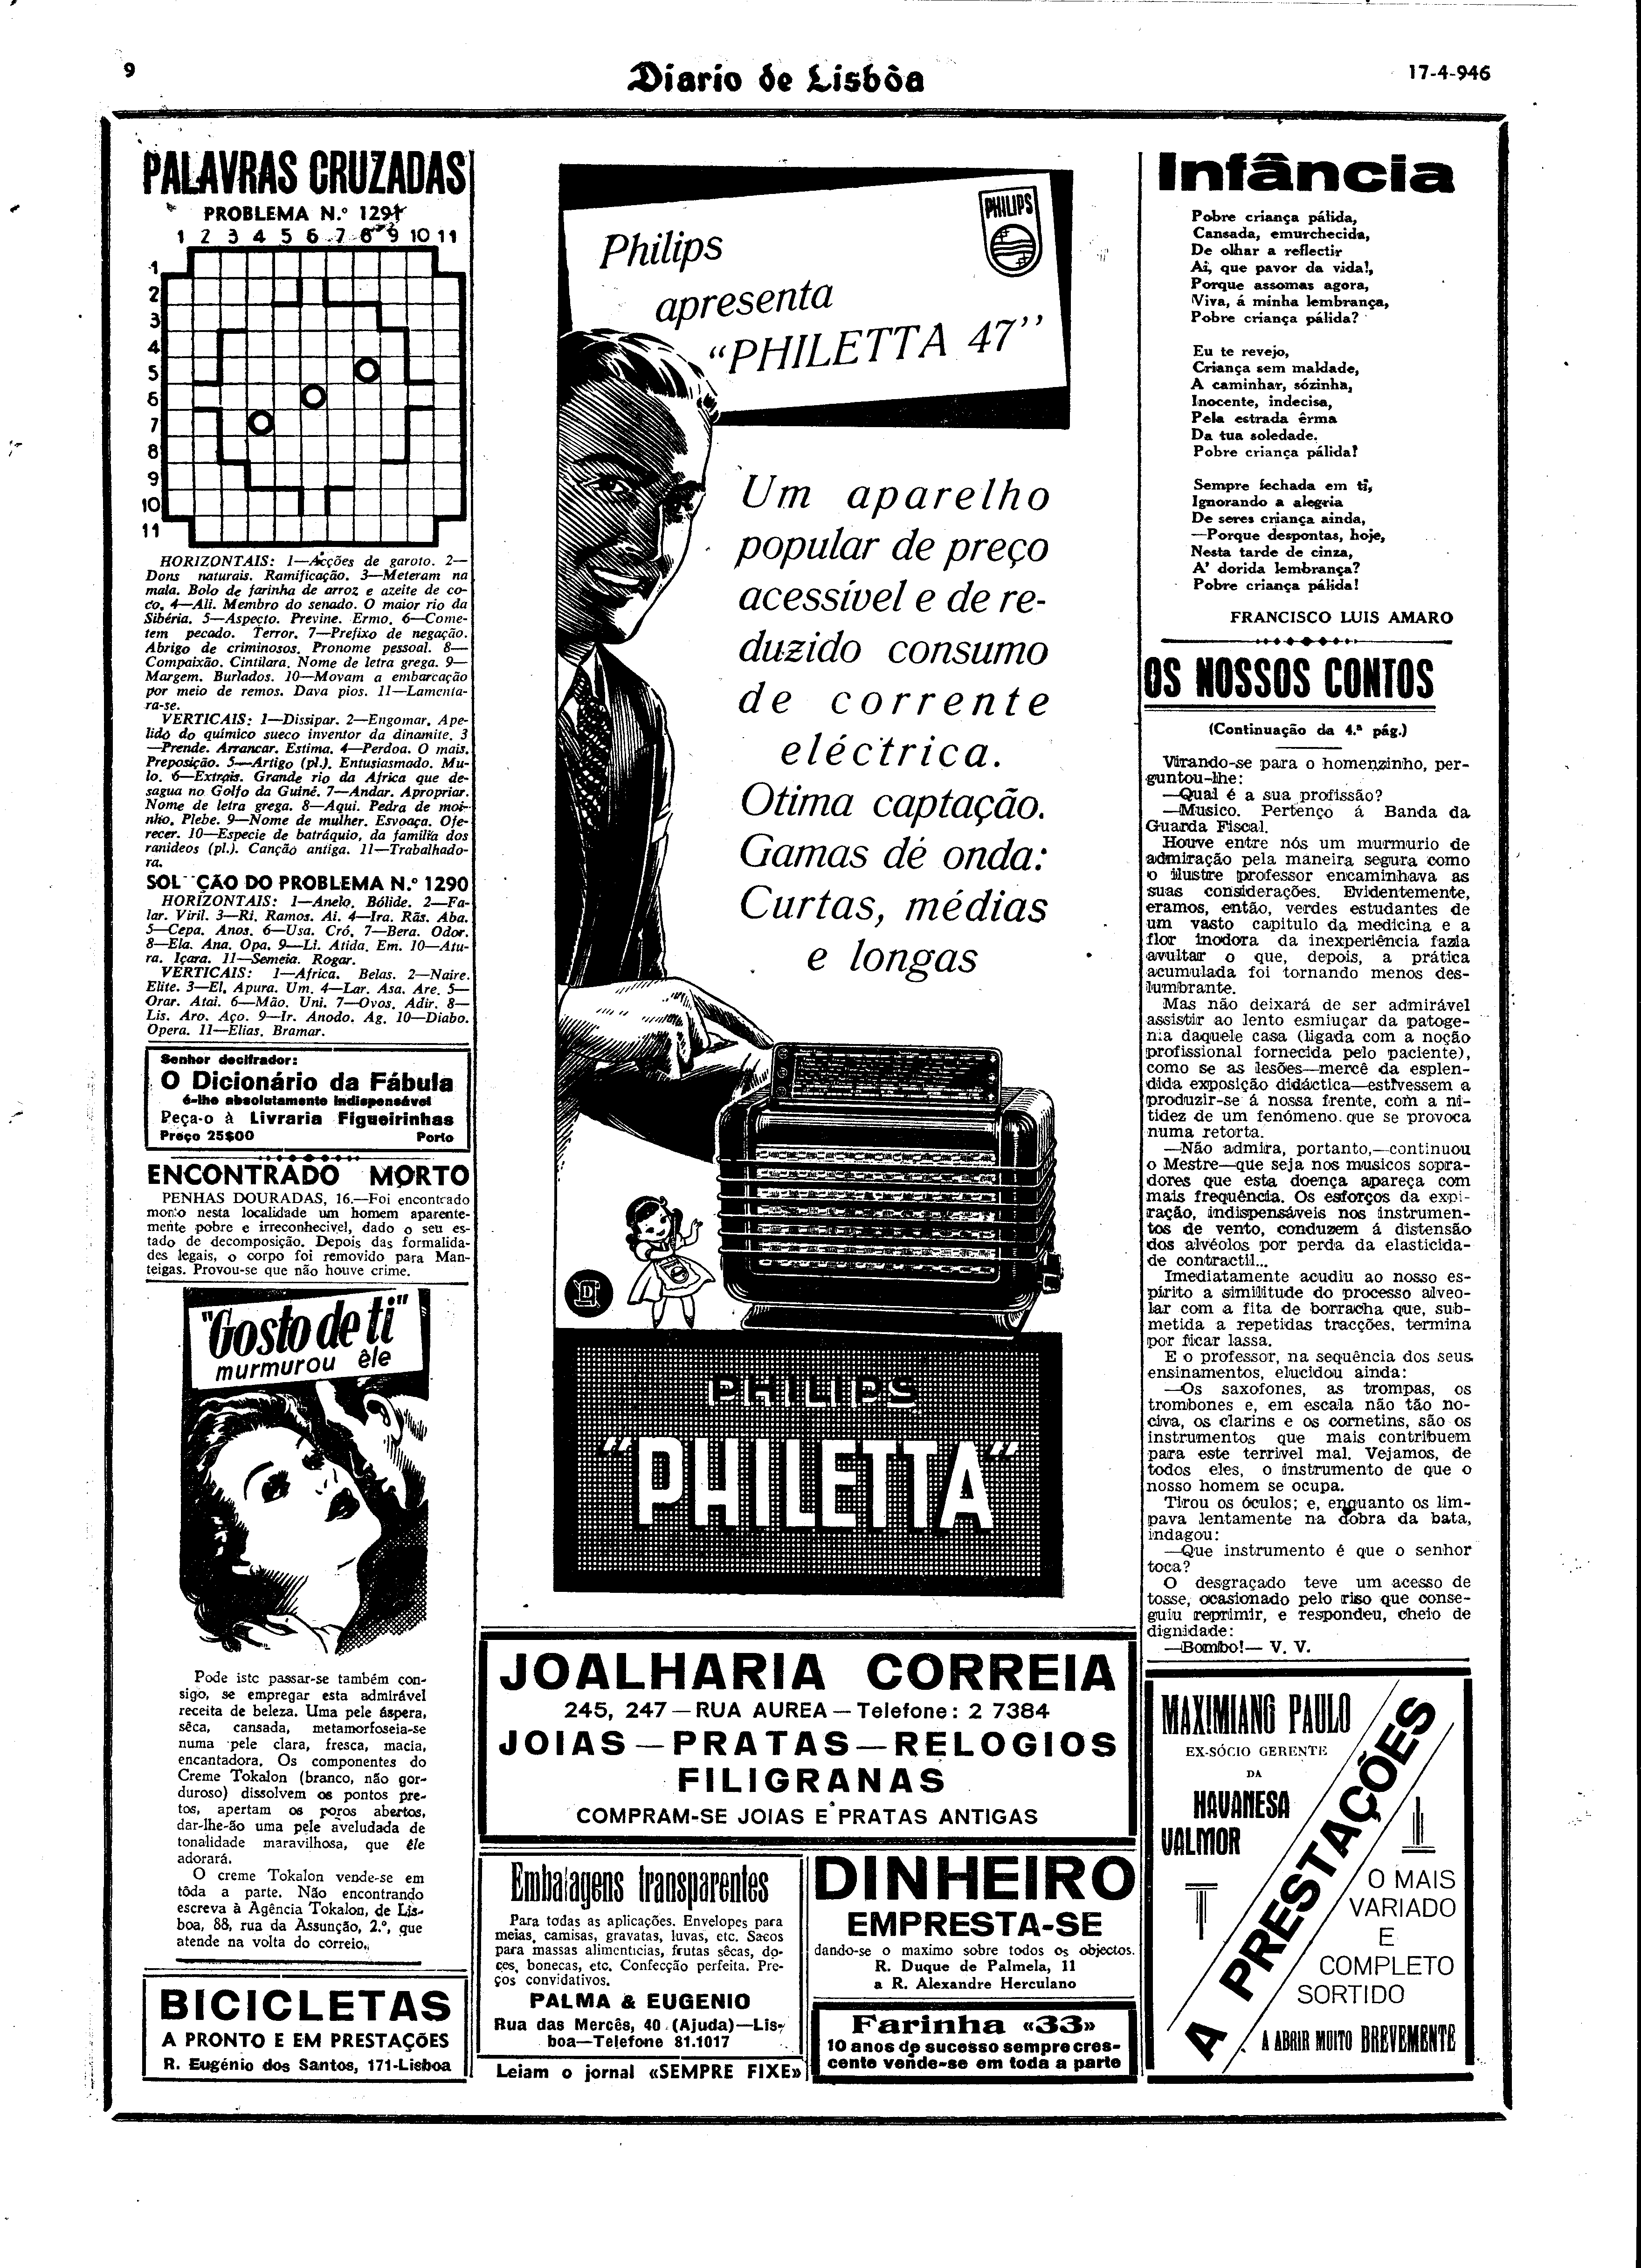 9
Diario de Lisbôa
17-4-946
PALAVRAS CRUZADAS
PROBLEMA N.º 1291
1 2 3 4 5 6 7 8 9 10 11
1
2
3
4
5
6
7
8
9
10
11
HORIZONTAIS: 1—Acções de garoto. 2—
Dons naturais. Ramificação. 3—Meteram na
mala. Bolo de farinha de arroz e azeite de co-
co. 4—Ali. Membro do senado. O maior rio da
Sibéria. 5—Aspecto. Previne. Ermo. 6—Come-
tem pecado. Terror. 7—Prefixo de negação.
Abrigo de criminosos. Pronome pessoal. 8—
Compaixão. Cintilara. Nome de letra grega. 9—
Margem. Burlados. 10—Movam a embarcação
por meio de remos. Dava pios. 11—Lamenta-
ra-se.
VERTICAIS: 1—Dissipar. 2—Engomar. Ape-
lido do químico sueco inventor da dinamite. 3
—Prende. Arrancar. Estima. 4—Perdoa. O mais.
Preposição. 5—Artigo (pl.). Entusiasmado. Mu-
lo. 6—Extrais. Grande rio da Africa que de-
sagua no Golfo da Guiné. 7—Andar. Apropriar.
Nome de letra grega. 8—Aqui. Pedra de moi-
nho. Plebe. 9—Nome de mulher. Esvoaça. Ofe-
recer. 10—Especie de batráquio, da familia dos
ranideos (pl.). Canção antiga. 11—Trabalhado-
ra.
SOL ÇÃO DO PROBLEMA N.º 1290
HORIZONTAIS: 1—Anelo. Bólide. 2—Fa-
lar. Viril. 3—Ri. Ramos. Ai. 4—Ira. Rãs. Aba.
5—Cepa. Anos. 6—Usa. Cró. 7—Bera. Odor.
8—Ela. Ana. Opa. 9—Li. Atida. Em. 10—Atu-
ra. Içara. 11—Semeia. Rogar.
VERTICAIS: 1—Africa. Belas. 2—Naire.
Elite. 3—El. Apura. Um. 4—Lar. Asa. Are. 5—
Orar. Atai. 6—Mão. Uni. 7—Ovos. Adir. 8—
Lis. Aro. Aço. 9—Ir. Anodo. Ag. 10—Diabo.
Opera. 11—Elias. Bramar.
Senhor decifrador:
O Dicionário da Fábula
é-lhe absolutamente indispensável
Peça-o à Livraria Figueirinhas
Preço 25$00 Porto
ENCONTRADO MORTO
PENHAS DOURADAS, 16.—Foi encontrado
morto nesta localidade um homem aparente-
mente pobre e irreconhecivel, dado o seu es-
tado de decomposição. Depois das formalida-
des legais, o corpo foi removido para Man-
teigas. Provou-se que não houve crime.
"Gosto de ti"
murmurou êle
Pode isto passar-se também con-
sigo, se empregar esta admirável
receita de beleza. Uma pele áspera,
sêca, cansada, metamorfoseia-se
numa pele clara, fresca, macia,
encantadora. Os componentes do
Creme Tokalon (branco, não gor-
duroso) dissolvem os pontos pre-
tos, apertam os poros abertos,
dar-lhe-ão uma pele aveludada de
tonalidade maravilhosa, que êle
adorará.
O creme Tokalon vende-se em
tôda a parte. Não encontrando
escreva à Agência Tokalon, de Lis-
boa, 88, rua da Assunção, 2.º, que
atende na volta do correio.
BICICLETAS
A PRONTO E EM PRESTAÇÕES
R. Eugénio dos Santos, 171-Lisboa
PHILIPS
Philips
apresenta
"PHILETTA 47"
Um aparelho
popular de preço
acessível e de re-
duzido consumo
de corrente
eléctrica.
Otima captação.
Gamas dé onda:
Curtas, médias
e longas
PHILIPS
"PHILETTA"
JOALHARIA CORREIA
245, 247—RUA AUREA—Telefone: 2 7384
JOIAS—PRATAS—RELOGIOS
FILIGRANAS
COMPRAM-SE JOIAS E PRATAS ANTIGAS
Embalagens transparentes
Para todas as aplicações. Envelopes para
meias, camisas, gravatas, luvas, etc. Sacos
para massas alimenticias, frutas sêcas, do-
ces, bonecas, etc. Confecção perfeita. Pre-
ços convidativos.
PALMA & EUGENIO
Rua das Mercês, 40 (Ajuda)—Lis-
boa—Telefone 81.1017
Leiam o jornal «SEMPRE FIXE»
DINHEIRO
EMPRESTA-SE
dando-se o maximo sobre todos os objectos.
R. Duque de Palmela, 11
a R. Alexandre Herculano
Farinha «33»
10 anos de sucesso sempre cres-
cente vende-se em toda a parte
Infância
Pobre criança pálida,
Cansada, emurchecida,
De olhar a reflectir
Ai, que pavor da vida!,
Porque assomas agora,
Viva, á minha lembrança,
Pobre criança pálida?
Eu te revejo,
Criança sem maldade,
A caminhar, sózinha,
Inocente, indecisa,
Pela estrada êrma
Da tua soledade.
Pobre criança pálida!
Sempre fechada em ti,
Ignorando a alegria
De seres criança ainda,
—Porque despontas, hoje,
Nesta tarde de cinza,
A' dorida lembrança?
Pobre criança pálida!
FRANCISCO LUIS AMARO
OS NOSSOS CONTOS
(Continuação da 4.ª pág.)
Virando-se para o homenzinho, per-
guntou-lhe:
—Qual é a sua profissão?
—Musico. Pertenço á Banda da
Guarda Fiscal.
Houve entre nós um murmurio de
admiração pela maneira segura como
o ilustre professor encaminhava as
suas considerações. Evidentemente,
eramos, então, verdes estudantes de
um vasto capitulo da medicina e a
flor inodora da inexperiência fazia
avultar o que, depois, a prática
acumulada foi tornando menos des-
lumbrante.
Mas não deixará de ser admirável
assistir ao lento esmiuçar da patoge-
nia daquele casa (ligada com a noção
profissional fornecida pelo paciente),
como se as lesões—mercê da esplen-
dida exposição didáctica—estivessem a
produzir-se á nossa frente, com a ni-
tidez de um fenómeno que se provoca
numa retorta.
—Não admira, portanto,—continuou
o Mestre—que seja nos musicos sopra-
dores que esta doença apareça com
mais frequência. Os esforços da expi-
ração, indispensáveis nos instrumen-
tos de vento, conduzem á distensão
dos alvéolos por perda da elasticida-
de contractil...
Imediatamente acudiu ao nosso es-
pírito a similitude do processo alveo-
lar com a fita de borracha que, sub-
metida a repetidas tracções, termina
por ficar lassa.
E o professor, na sequência dos seus
ensinamentos, elucidou ainda:
—Os saxofones, as trompas, os
trombones e, em escala não tão no-
civa, os clarins e os cornetins, são os
instrumentos que mais contribuem
para este terrivel mal. Vejamos, de
todos eles, o instrumento de que o
nosso homem se ocupa.
Tirou os óculos; e, enquanto os lim-
pava lentamente na dobra da bata,
indagou:
—Que instrumento é que o senhor
toca?
O desgraçado teve um acesso de
tosse, ocasionado pelo riso que conse-
guiu reprimir, e respondeu, cheio de
dignidade:
—Bombo!— V. V.
MAXIMIANO PAULO
EX-SÓCIO GERENTE
DA
HAVANESA
VALMOR
A PRESTAÇÕES
O MAIS
VARIADO
E
COMPLETO
SORTIDO
A ABRIR MUITO BREVEMENTE